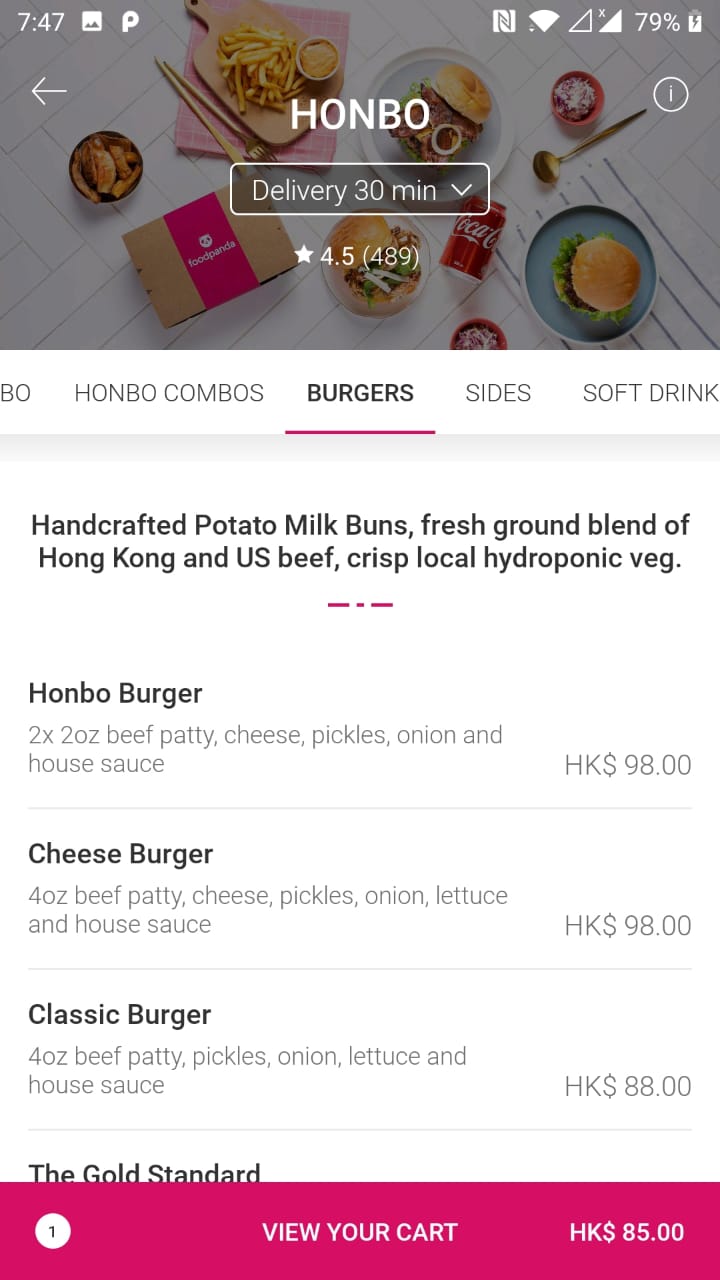 7:47
79%
HONBO
Delivery 30 min
foodpanda
Coca-C
4.5 (489)
BO
HONBO COMBOS
BURGERS
SIDES
SOFT DRINK
Handcrafted Potato Milk Buns, fresh ground blend of
Hong Kong and US beef, crisp local hydroponic veg.
Honbo Burger
2x 2oz beef patty, cheese, pickles, onion and
house sauce
HK$ 98.00
Cheese Burger
4oz beef patty, cheese, pickles, onion, lettuce
and house sauce
HK$ 98.00
Classic Burger
4oz beef patty, pickles, onion, lettuce and
house sauce
HK$ 88.00
The Gold Standard
1
VIEW YOUR CART
HK$ 85.00